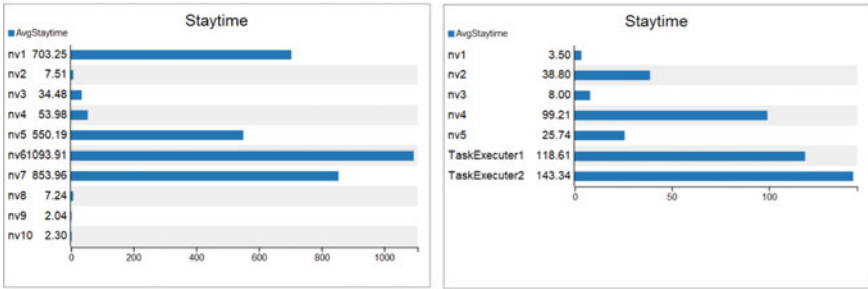 Staytime
AvgStaytime
nv1 703.25
nv2 7.51
nv3 34.48
nv4 53.98
nv5 550.19
nv61093.91
nv7 853.96
nv8 7.24
nv9 2.04
nv10 2.30
0 200 400 600 800 1000
Staytime
AvgStaytime
nv1 3.50
nv2 38.80
nv3 8.00
nv4 99.21
nv5 25.74
TaskExecuter1 118.61
TaskExecuter2 143.34
0 50 100